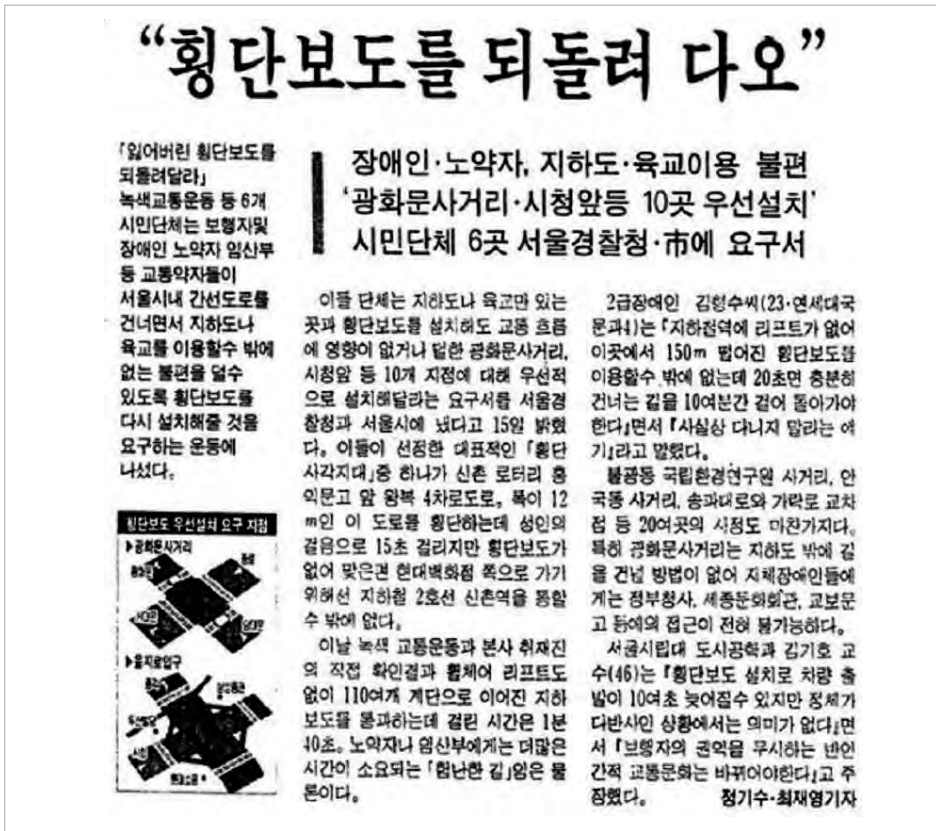 “횡단보도를 되돌려 다오”
장애인·노약자, 지하도·육교이용 불편
‘광화문사거리·시청앞등 10곳 우선설치’
시민단체 6곳 서울경찰청·市에 요구서
「잃어버린 횡단보도를
되돌려달라」
녹색교통운동 등 6개
시민단체는 보행자및
장애인 노약자 임산부
등 교통약자들이
서울시내 간선도로를
건너면서 지하도나
육교를 이용할수 밖에
없는 불편을 덜수
있도록 횡단보도를
다시 설치해줄 것을
요구하는 운동에
나섰다.
횡단보도 우선설치 요구 지점
▶광화문사거리
▶을지로입구
이들 단체는 지하도나 육교만 있는
곳과 횡단보도를 설치해도 교통 흐름
에 영향이 없거나 덜한 광화문사거리,
시청앞 등 10개 지점에 대해 우선적
으로 설치해달라는 요구서를 서울경
찰청과 서울시에 냈다고 15일 밝혔
다. 이들이 선정한 대표적인 「횡단
사각지대」중 하나가 신촌 로터리 홍
익문고 앞 왕복 4차로도로. 폭이 12
m인 이 도로를 횡단하는데 성인의
걸음으로 15초 걸리지만 횡단보도가
없어 맞은편 현대백화점 쪽으로 가기
위해선 지하철 2호선 신촌역을 통할
수 밖에 없다.
이날 녹색 교통운동과 본사 취재진
의 직접 확인결과 휠체어 리프트도
없이 110여개 계단으로 이어진 지하
보도를 통과하는데 걸린 시간은 1분
40초. 노약자나 임산부에게는 더많은
시간이 소요되는 「험난한 길」임은 물
론이다.
2급장애인 김형수씨(23·연세대국
문과4)는 「지하철역에 리프트가 없어
이곳에서 150m 떨어진 횡단보도를
이용할수 밖에 없는데 20초면 충분히
건너는 길을 10여분간 걸어 돌아가야
한다」면서 「사실상 다니지 말라는 얘
기」라고 말했다.
불광동 국립환경연구원 사거리, 안
국동 사거리, 송파대로와 가락로 교차
점 등 20여곳의 사정도 마찬가지다.
특히 광화문사거리는 지하도 밖에 길
을 건널 방법이 없어 지체장애인들에
게는 정부청사, 세종문화회관, 교보문
고 등에의 접근이 전혀 불가능하다.
서울시립대 도시공학과 김기호 교
수(46)는 「횡단보도 설치로 차량 출
발이 10여초 늦어질수 있지만 정체가
다반사인 상황에서는 의미가 없다」면
서 「보행자의 권익을 무시하는 반인
간적 교통문화는 바뀌어야한다」고 주
장했다.
정기수·최재영기자